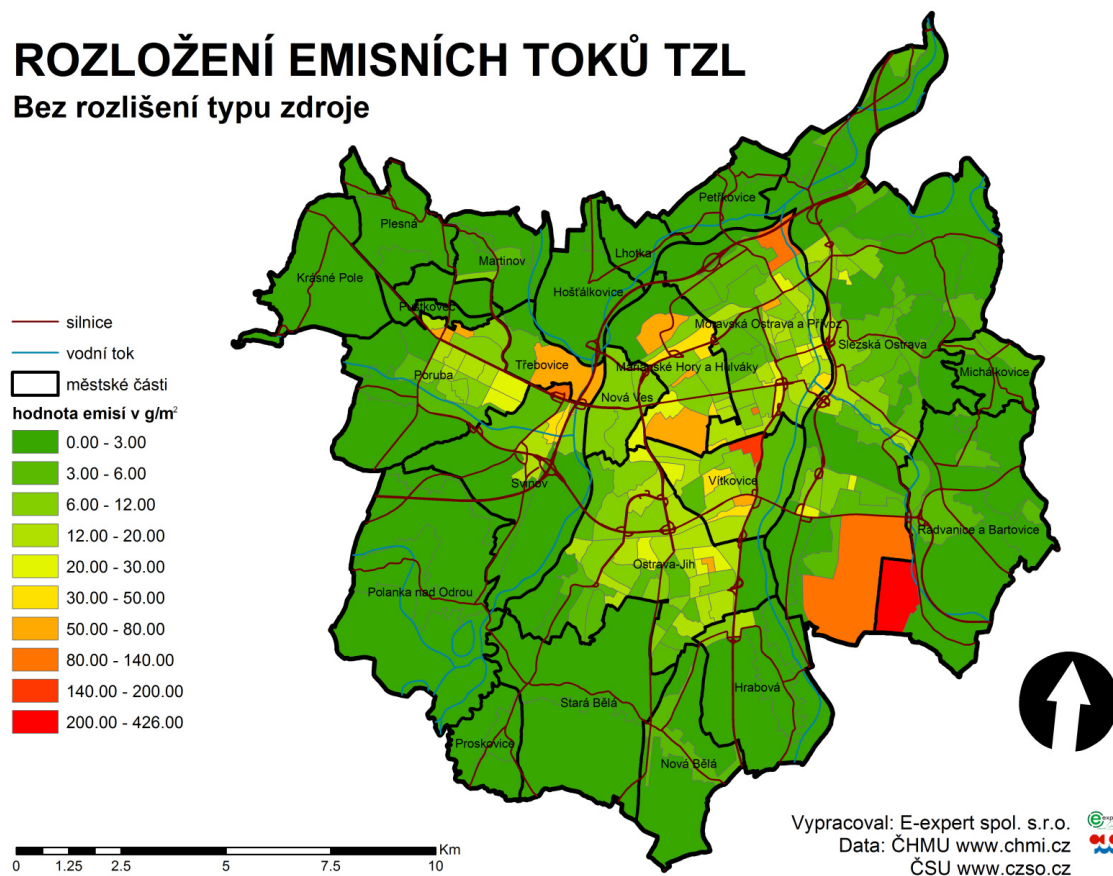 ROZLOŽENÍ EMISNÍCH TOKŮ TZL
Bez rozlišení typu zdroje
silnice
vodní tok
městské části
hodnota emisí v g/m²
0.00 - 3.00
3.00 - 6.00
6.00 - 12.00
12.00 - 20.00
20.00 - 30.00
30.00 - 50.00
50.00 - 80.00
80.00 - 140.00
140.00 - 200.00
200.00 - 426.00
Petřkovice
Plesná
Lhotka
Martinov
Krásné Pole
Hošťálkovice
Pustkovec
Moravská Ostrava a Přívoz
Slezská Ostrava
Třebovice
Mariánské Hory a Hulváky
Michálkovice
Poruba
Nová Ves
Svinov
Vítkovice
Radvanice a Bartovice
Ostrava-Jih
Polanka nad Odrou
Hrabová
Stará Bělá
Proskovice
Nová Bělá
Km
0 1.25 2.5 5 7.5 10
Vypracoval: E-expert spol. s.r.o.
Data: ČHMU www.chmi.cz
ČSU www.czso.cz